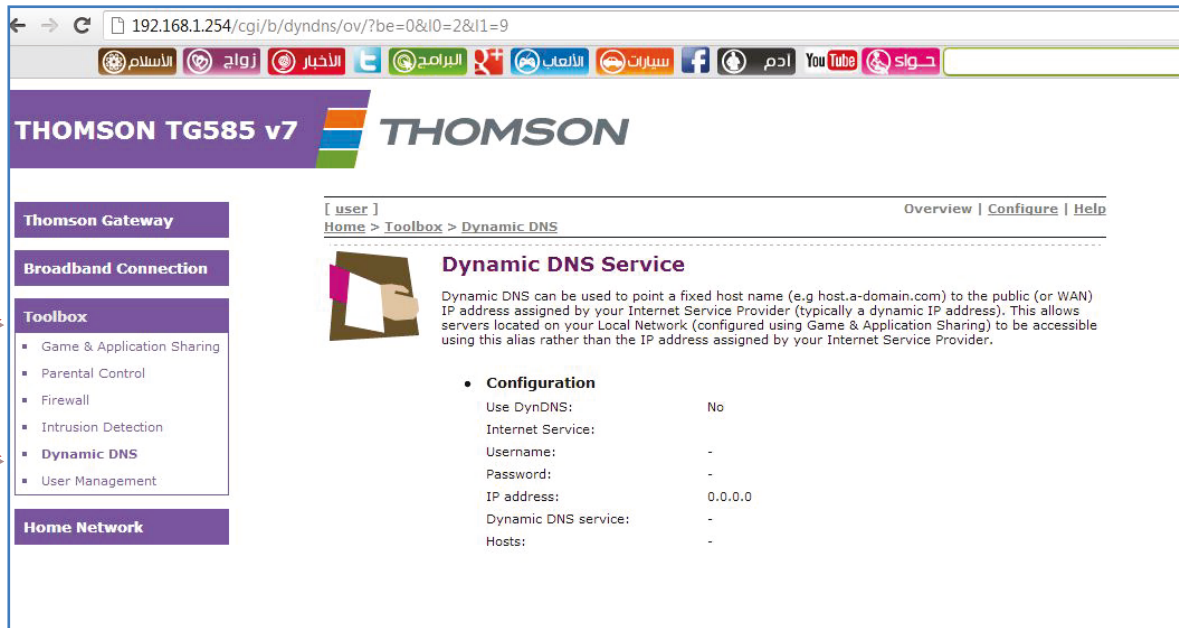 192.168.1.254/cgi/b/dyndns/ov/?be=0&l0=2&l1=9
الأسلام زواج الأخبار البرامج الألعاب سيارات ادم YouTube حـواء
THOMSON TG585 v7 THOMSON
Thomson Gateway
Broadband Connection
Toolbox
Game & Application Sharing
Parental Control
Firewall
Intrusion Detection
Dynamic DNS
User Management
Home Network
[ user ] Overview | Configure | Help
Home > Toolbox > Dynamic DNS
Dynamic DNS Service
Dynamic DNS can be used to point a fixed host name (e.g host.a-domain.com) to the public (or WAN)
IP address assigned by your Internet Service Provider (typically a dynamic IP address). This allows
servers located on your Local Network (configured using Game & Application Sharing) to be accessible
using this alias rather than the IP address assigned by your Internet Service Provider.
• Configuration
Use DynDNS: No
Internet Service:
Username: -
Password: -
IP address: 0.0.0.0
Dynamic DNS service: -
Hosts: -